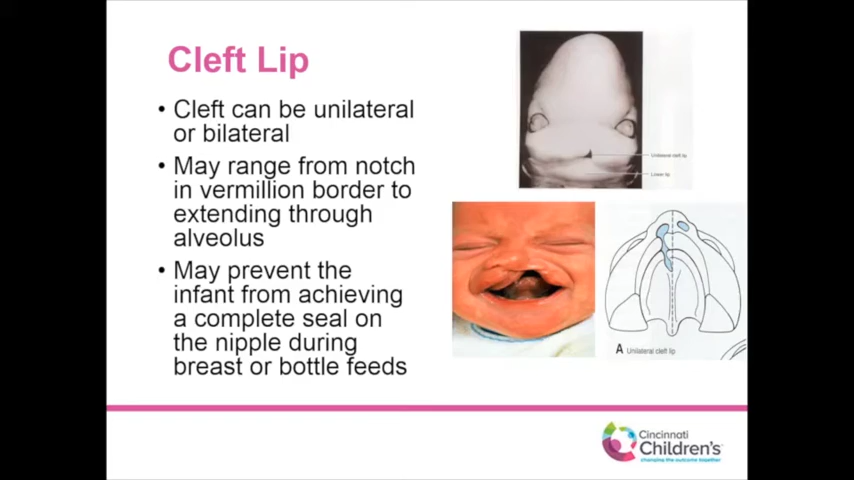 Cleft Lip
• Cleft can be unilateral
or bilateral
• May range from notch
in vermillion border to
extending through
alveolus
• May prevent the
infant from achieving
a complete seal on
the nipple during
breast or bottle feeds
Unilateral cleft lip
Lower lip
A Unilateral cleft lip
Cincinnati
Children's
changing the outcome together